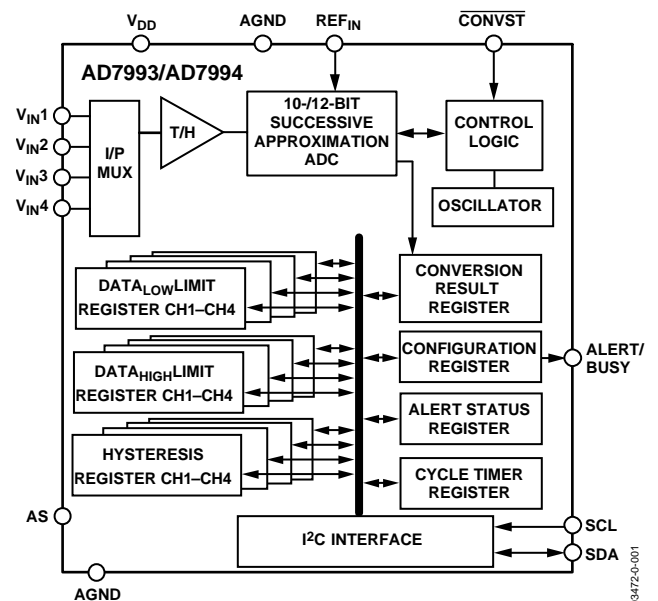 VDD
AGND
REFIN
CONVST
AD7993/AD7994
VIN1
VIN2
VIN3
VIN4
I/P
MUX
T/H
10-/12-BIT
SUCCESSIVE
APPROXIMATION
ADC
CONTROL
LOGIC
OSCILLATOR
DATALOWLIMIT
REGISTER CH1–CH4
CONVERSION
RESULT
REGISTER
DATAHIGHLIMIT
REGISTER CH1–CH4
CONFIGURATION
REGISTER
ALERT/
BUSY
ALERT STATUS
REGISTER
HYSTERESIS
REGISTER CH1–CH4
CYCLE TIMER
REGISTER
AS
I2C INTERFACE
SCL
SDA
AGND
03472-0-001